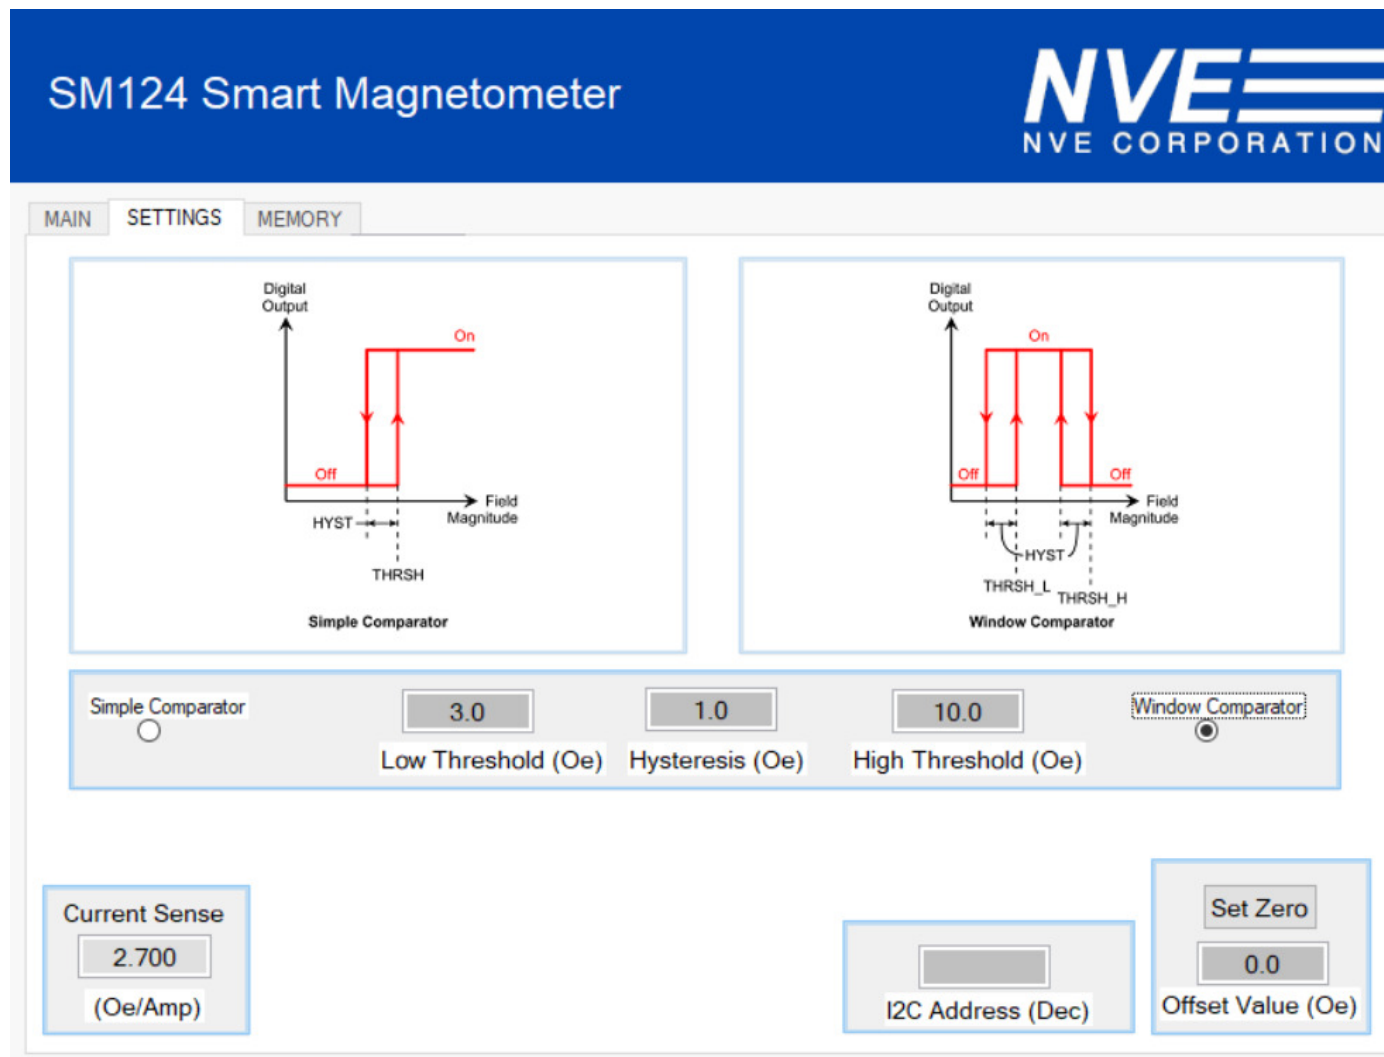 SM124 Smart Magnetometer
NVE
NVE CORPORATION
MAIN
SETTINGS
MEMORY
Digital
Output
On
Off
Field
Magnitude
HYST
THRSH
Simple Comparator
Digital
Output
On
Off
Off
Field
Magnitude
HYST
THRSH_L
THRSH_H
Window Comparator
Simple Comparator
3.0
Low Threshold (Oe)
1.0
Hysteresis (Oe)
10.0
High Threshold (Oe)
Window Comparator
Current Sense
2.700
(Oe/Amp)
I2C Address (Dec)
Set Zero
0.0
Offset Value (Oe)